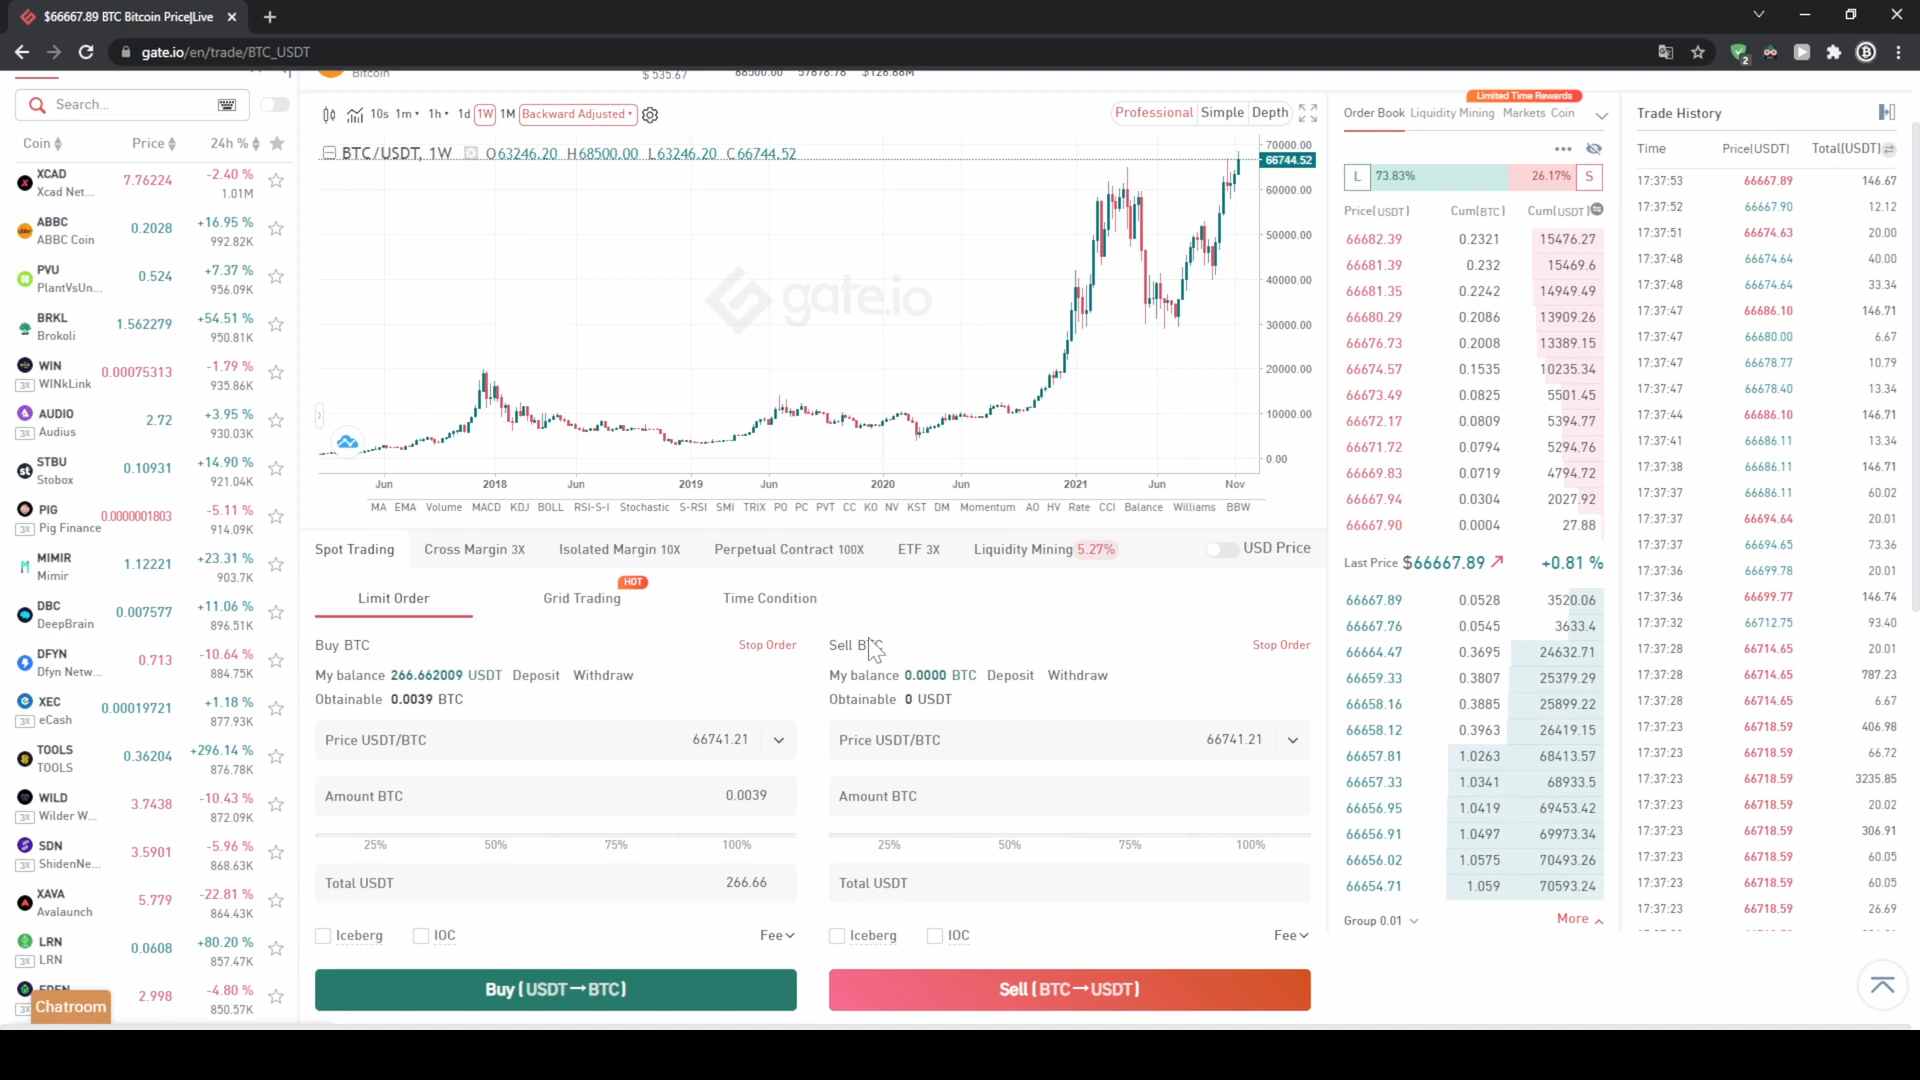 $66667.89 BTC Bitcoin Price|Live
gate.io/en/trade/BTC_USDT
2
Bitcoin
$ 535.67
68500.00 57878.78 $126.88M
Search...
Coin Price 24h %
XCAD 7.76224 -2.40 %
Xcad Net... 1.01M
ABBC 0.2028 +16.95 %
ABBC Coin 992.82K
PVU 0.524 +7.37 %
PlantVsUn... 956.09K
BRKL 1.562279 +54.51 %
Brokoli 950.81K
WIN 0.00075313 -1.79 %
3X WINkLink 935.86K
AUDIO 2.72 +3.95 %
3X Audius 930.03K
STBU 0.10931 +14.90 %
Stobox 921.04K
PIG 0.0000001803 -5.11 %
3X Pig Finance 914.09K
MIMIR 1.12221 +23.31 %
Mimir 903.7K
DBC 0.007577 +11.06 %
DeepBrain 896.51K
DFYN 0.713 -10.64 %
Dfyn Netw... 884.75K
XEC 0.00019721 +1.18 %
3X eCash 877.93K
TOOLS 0.36204 +296.14 %
TOOLS 876.78K
WILD 3.7438 -10.43 %
3X Wilder W... 872.09K
SDN 3.5901 -5.96 %
3X ShidenNe... 868.63K
XAVA 5.779 -22.81 %
Avalaunch 864.43K
LRN 0.0608 +80.20 %
3X LRN 857.47K
EDEN 2.998 -4.80 %
3X 850.57K
Chatroom
10s 1m 1h 1d 1W 1M Backward Adjusted
Professional Simple Depth
BTC/USDT, 1W O63246.20 H68500.00 L63246.20 C66744.52
gate.io
70000.00
66744.52
60000.00
50000.00
40000.00
30000.00
20000.00
10000.00
0.00
Jun 2018 Jun 2019 Jun 2020 Jun 2021 Jun Nov
MA EMA Volume MACD KDJ BOLL RSI-S-I Stochastic S-RSI SMI TRIX PO PC PVT CC KO NV KST DM Momentum AO HV Rate CCI Balance Williams BBW
Spot Trading Cross Margin 3X Isolated Margin 10X Perpetual Contract 100X ETF 3X Liquidity Mining 5.27% USD Price
HOT
Limit Order Grid Trading Time Condition
Buy BTC Stop Order
My balance 266.662009 USDT Deposit Withdraw
Obtainable 0.0039 BTC
Price USDT/BTC 66741.21
Amount BTC 0.0039
25% 50% 75% 100%
Total USDT 266.66
Iceberg IOC Fee
Buy (USDT→BTC)
Sell BTC Stop Order
My balance 0.0000 BTC Deposit Withdraw
Obtainable 0 USDT
Price USDT/BTC 66741.21
Amount BTC
25% 50% 75% 100%
Total USDT
Iceberg IOC Fee
Sell (BTC→USDT)
Limited Time Rewards
Order Book Liquidity Mining Markets Coin
L 73.83% 26.17% S
Price(USDT) Cum(BTC) Cum(USDT)
66682.39 0.2321 15476.27
66681.39 0.232 15469.6
66681.35 0.2242 14949.49
66680.29 0.2086 13909.26
66676.73 0.2008 13389.15
66674.57 0.1535 10235.34
66673.49 0.0825 5501.45
66672.17 0.0809 5394.77
66671.72 0.0794 5294.76
66669.83 0.0719 4794.72
66667.94 0.0304 2027.92
66667.90 0.0004 27.88
Last Price $66667.89 +0.81 %
66667.89 0.0528 3520.06
66667.76 0.0545 3633.4
66664.47 0.3695 24632.71
66659.33 0.3807 25379.29
66658.16 0.3885 25899.22
66658.12 0.3963 26419.15
66657.81 1.0263 68413.57
66657.33 1.0341 68933.5
66656.95 1.0419 69453.42
66656.91 1.0497 69973.34
66656.02 1.0575 70493.26
66654.71 1.059 70593.24
Group 0.01 More
Trade History
Time Price(USDT) Total(USDT)
17:37:53 66667.89 146.67
17:37:52 66667.90 12.12
17:37:51 66674.63 20.00
17:37:48 66674.64 40.00
17:37:48 66674.64 33.34
17:37:47 66686.10 146.71
17:37:47 66680.00 6.67
17:37:47 66678.77 10.79
17:37:47 66678.40 13.34
17:37:44 66686.10 146.71
17:37:41 66686.11 13.34
17:37:38 66686.11 146.71
17:37:37 66686.11 60.02
17:37:37 66694.64 20.01
17:37:37 66694.65 73.36
17:37:36 66699.78 20.01
17:37:36 66699.77 146.74
17:37:32 66712.75 93.40
17:37:28 66714.65 20.01
17:37:28 66714.65 787.23
17:37:28 66714.65 6.67
17:37:23 66718.59 406.98
17:37:23 66718.59 66.72
17:37:23 66718.59 3235.85
17:37:23 66718.59 20.02
17:37:23 66718.59 306.91
17:37:23 66718.59 60.05
17:37:23 66718.59 60.05
17:37:23 66718.59 26.69